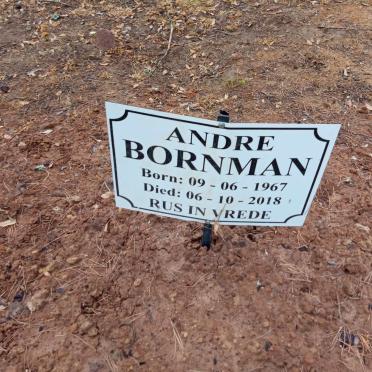 ANDRE
BORNMAN
Born: 09 - 06 - 1967
Died: 06 - 10 - 2018
RUS IN VREDE